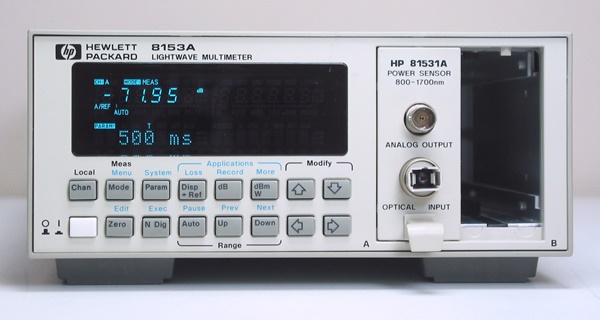 hp HEWLETT PACKARD 8153A LIGHTWAVE MULTIMETER
CH: A MODE: MEAS
-71.95 dB
A/REF
AUTO
PARAM: T
500 ms
HP 81531A
POWER SENSOR
800-1700nm
ANALOG OUTPUT
OPTICAL INPUT
Meas Applications Modify
Local Menu System Loss Record More
Chan Mode Param Disp →Ref dB dBm W
Edit Exec Pause Prev Next
O I Zero N Dig Auto Up Down
Range
A B